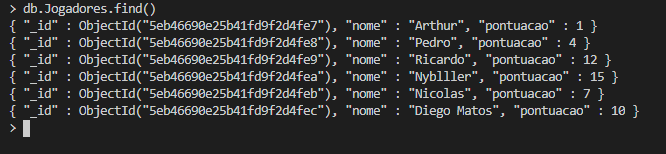 > db.Jogadores.find()
{ "_id" : ObjectId("5eb46690e25b41fd9f2d4fe7"), "nome" : "Arthur", "pontuacao" : 1 }
{ "_id" : ObjectId("5eb46690e25b41fd9f2d4fe8"), "nome" : "Pedro", "pontuacao" : 4 }
{ "_id" : ObjectId("5eb46690e25b41fd9f2d4fe9"), "nome" : "Ricardo", "pontuacao" : 12 }
{ "_id" : ObjectId("5eb46690e25b41fd9f2d4fea"), "nome" : "Nyblller", "pontuacao" : 15 }
{ "_id" : ObjectId("5eb46690e25b41fd9f2d4feb"), "nome" : "Nicolas", "pontuacao" : 7 }
{ "_id" : ObjectId("5eb46690e25b41fd9f2d4fec"), "nome" : "Diego Matos", "pontuacao" : 10 }
>